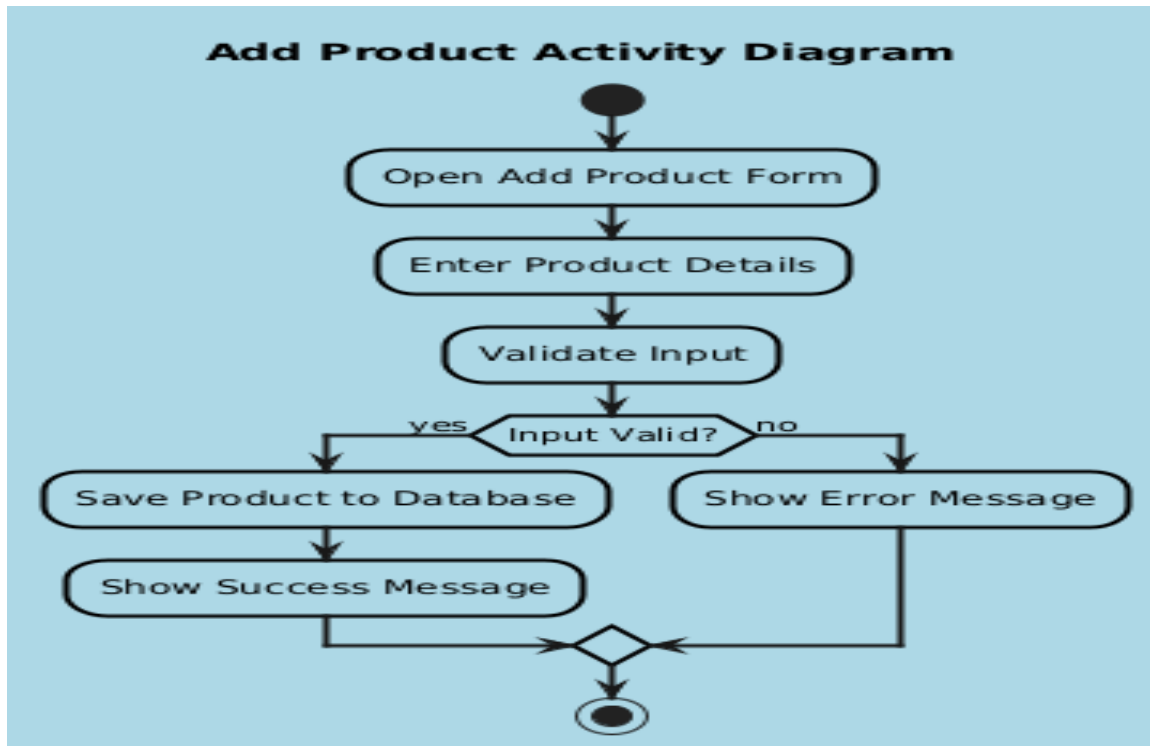 Add Product Activity Diagram
Open Add Product Form
Enter Product Details
Validate Input
yes
Input Valid?
no
Save Product to Database
Show Error Message
Show Success Message